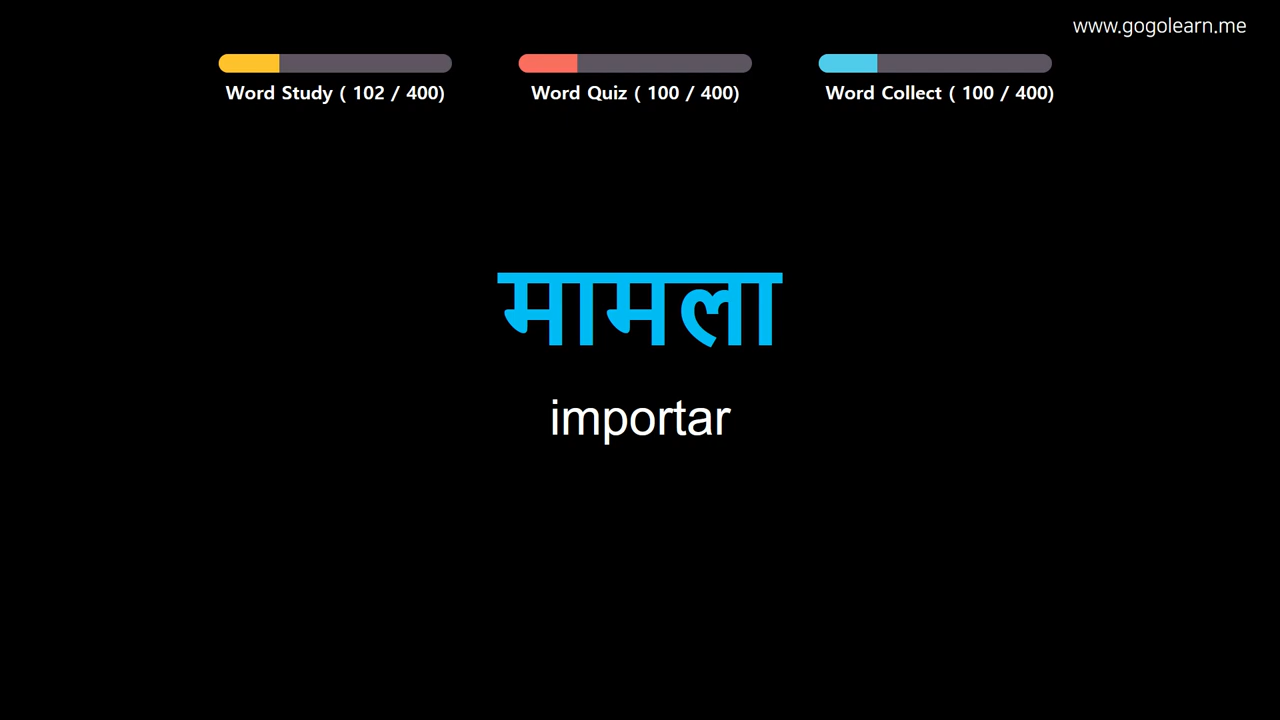 www.gogolearn.me
Word Study ( 102 / 400)
Word Quiz ( 100 / 400)
Word Collect ( 100 / 400)
मामला
importar